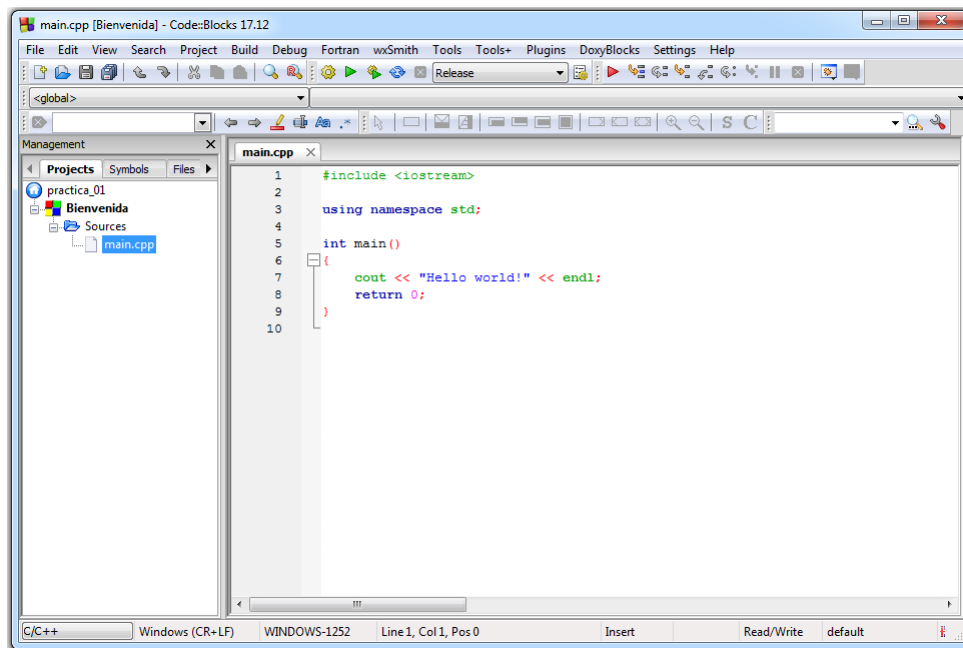 main.cpp [Bienvenida] - Code::Blocks 17.12
File Edit View Search Project Build Debug Fortran wxSmith Tools Tools+ Plugins DoxyBlocks Settings Help
Release
<global>
S C
Management
Projects Symbols Files
practica_01
Bienvenida
Sources
main.cpp
main.cpp
1 #include <iostream>
2
3 using namespace std;
4
5 int main()
6 {
7 cout << "Hello world!" << endl;
8 return 0;
9 }
10
C/C++ Windows (CR+LF) WINDOWS-1252 Line 1, Col 1, Pos 0 Insert Read/Write default